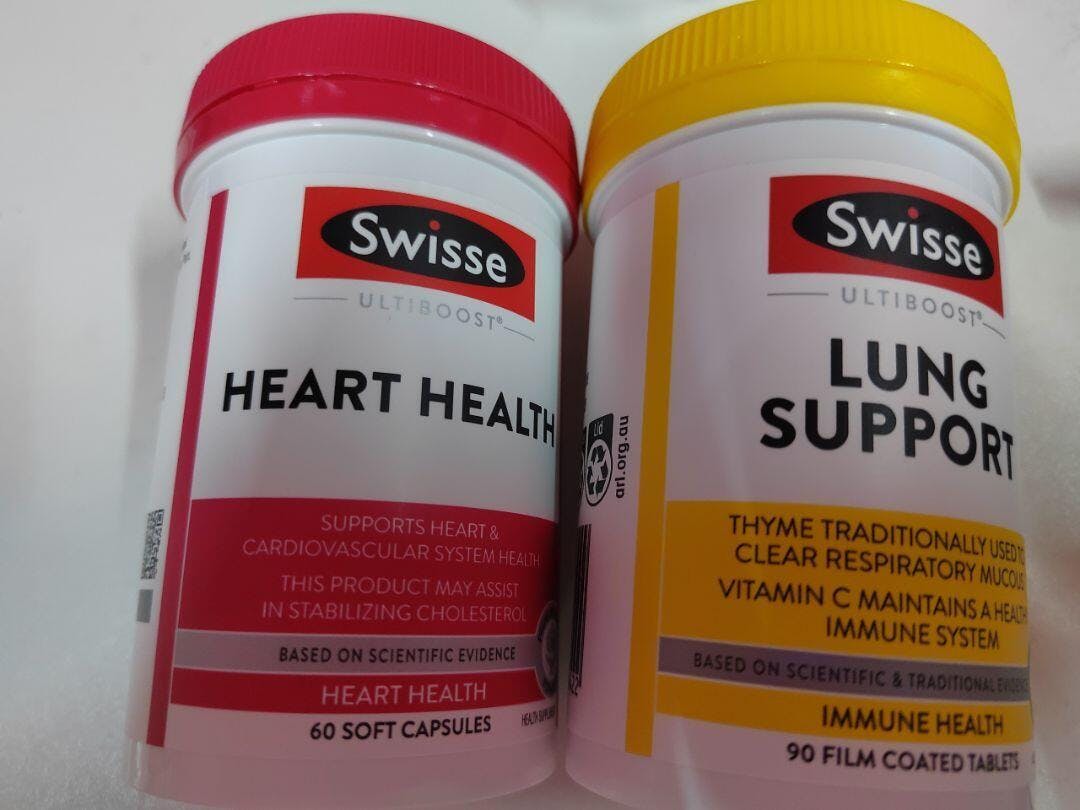 Swisse
ULTIBOOST®
HEART HEALTH
SUPPORTS HEART &
CARDIOVASCULAR SYSTEM HEALTH
THIS PRODUCT MAY ASSIST
IN STABILIZING CHOLESTEROL
BASED ON SCIENTIFIC EVIDENCE
HEART HEALTH
60 SOFT CAPSULES
Swisse
ULTIBOOST®
LUNG
SUPPORT
THYME TRADITIONALLY USED TO
CLEAR RESPIRATORY MUCOUS
VITAMIN C MAINTAINS A HEALTH
IMMUNE SYSTEM
BASED ON SCIENTIFIC & TRADITIONAL EVIDENCE
IMMUNE HEALTH
90 FILM COATED TABLETS
Lid
arl.org.au